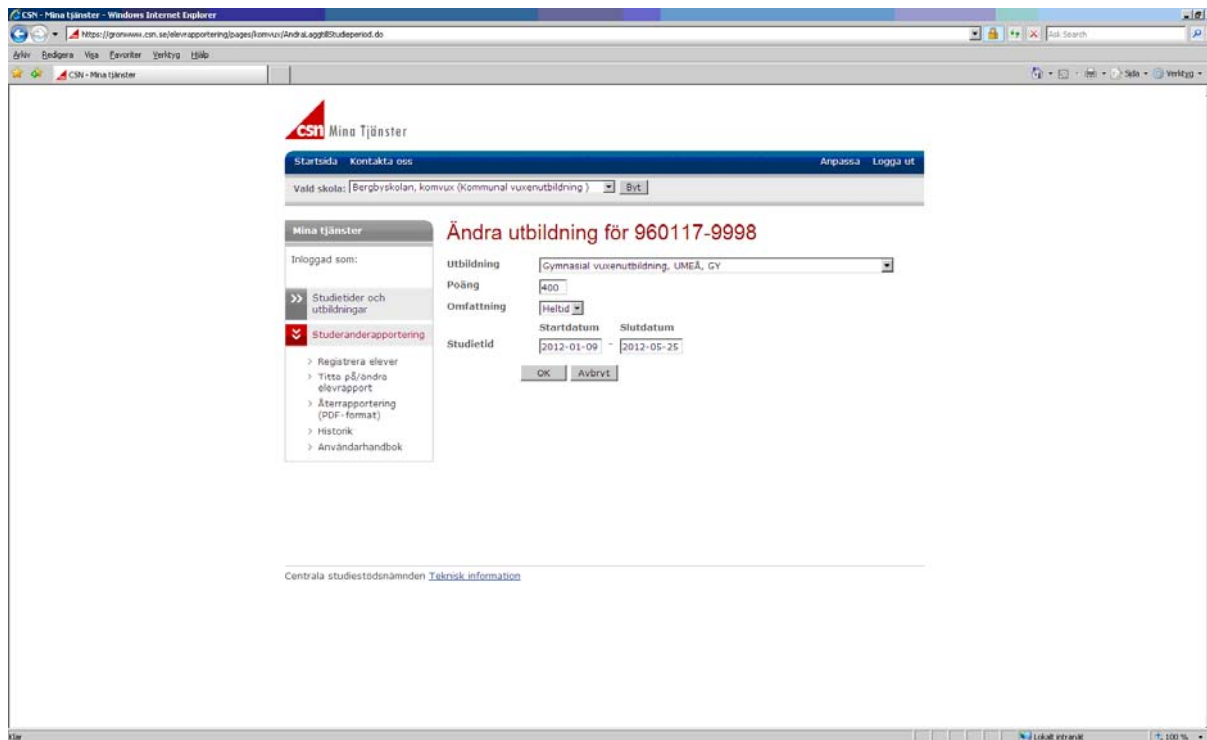 CSN - Mina tjänster - Windows Internet Explorer
Ask Search
Arkiv Redigera Visa Favoriter Verktyg Hjälp
CSN - Mina tjänster
Sida Verktyg
csn Mina Tjänster
Startsida Kontakta oss Anpassa Logga ut
Vald skola: Bergbyskolan, komvux (Kommunal vuxenutbildning ) Byt
Mina tjänster
Inloggad som:
Studietider och
utbildningar
Studeranderapportering
Registrera elever
Titta på/ändra
elevrapport
Återrapportering
(PDF-format)
Historik
Användarhandbok
Ändra utbildning för 960117-9998
Utbildning Gymnasial vuxenutbildning, UMEÅ, GY
Poäng 400
Omfattning Heltid
Startdatum Slutdatum
Studietid 2012-01-09 - 2012-05-25
OK Avbryt
Centrala studiestödsnämnden Teknisk information
Klar Lokalt intranät 100 %